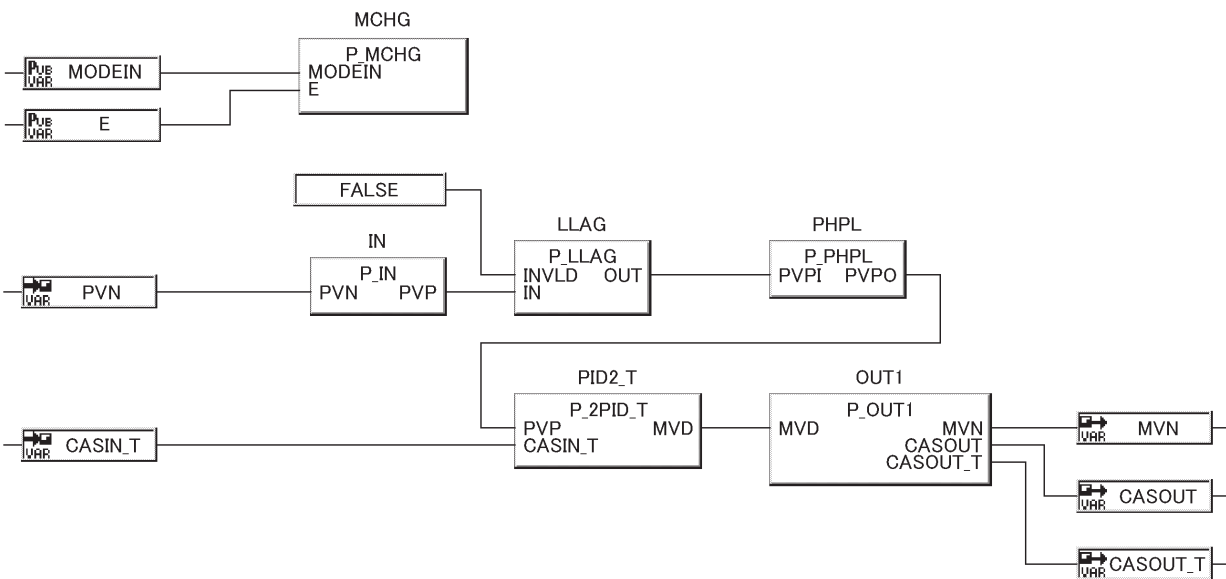 MCHG
P_MCHG
PUB VAR MODEIN
MODEIN
E
PUB VAR E
FALSE
LLAG
PHPL
IN
P_LLAG
P_PHPL
P_IN
INVLD OUT
PVPI PVPO
VAR PVN
PVN PVP
IN
PID2_T
OUT1
P_2PID_T
P_OUT1
PVP MVD
MVD MVN
VAR MVN
VAR CASIN_T
CASIN_T
CASOUT
CASOUT_T
VAR CASOUT
VAR CASOUT_T